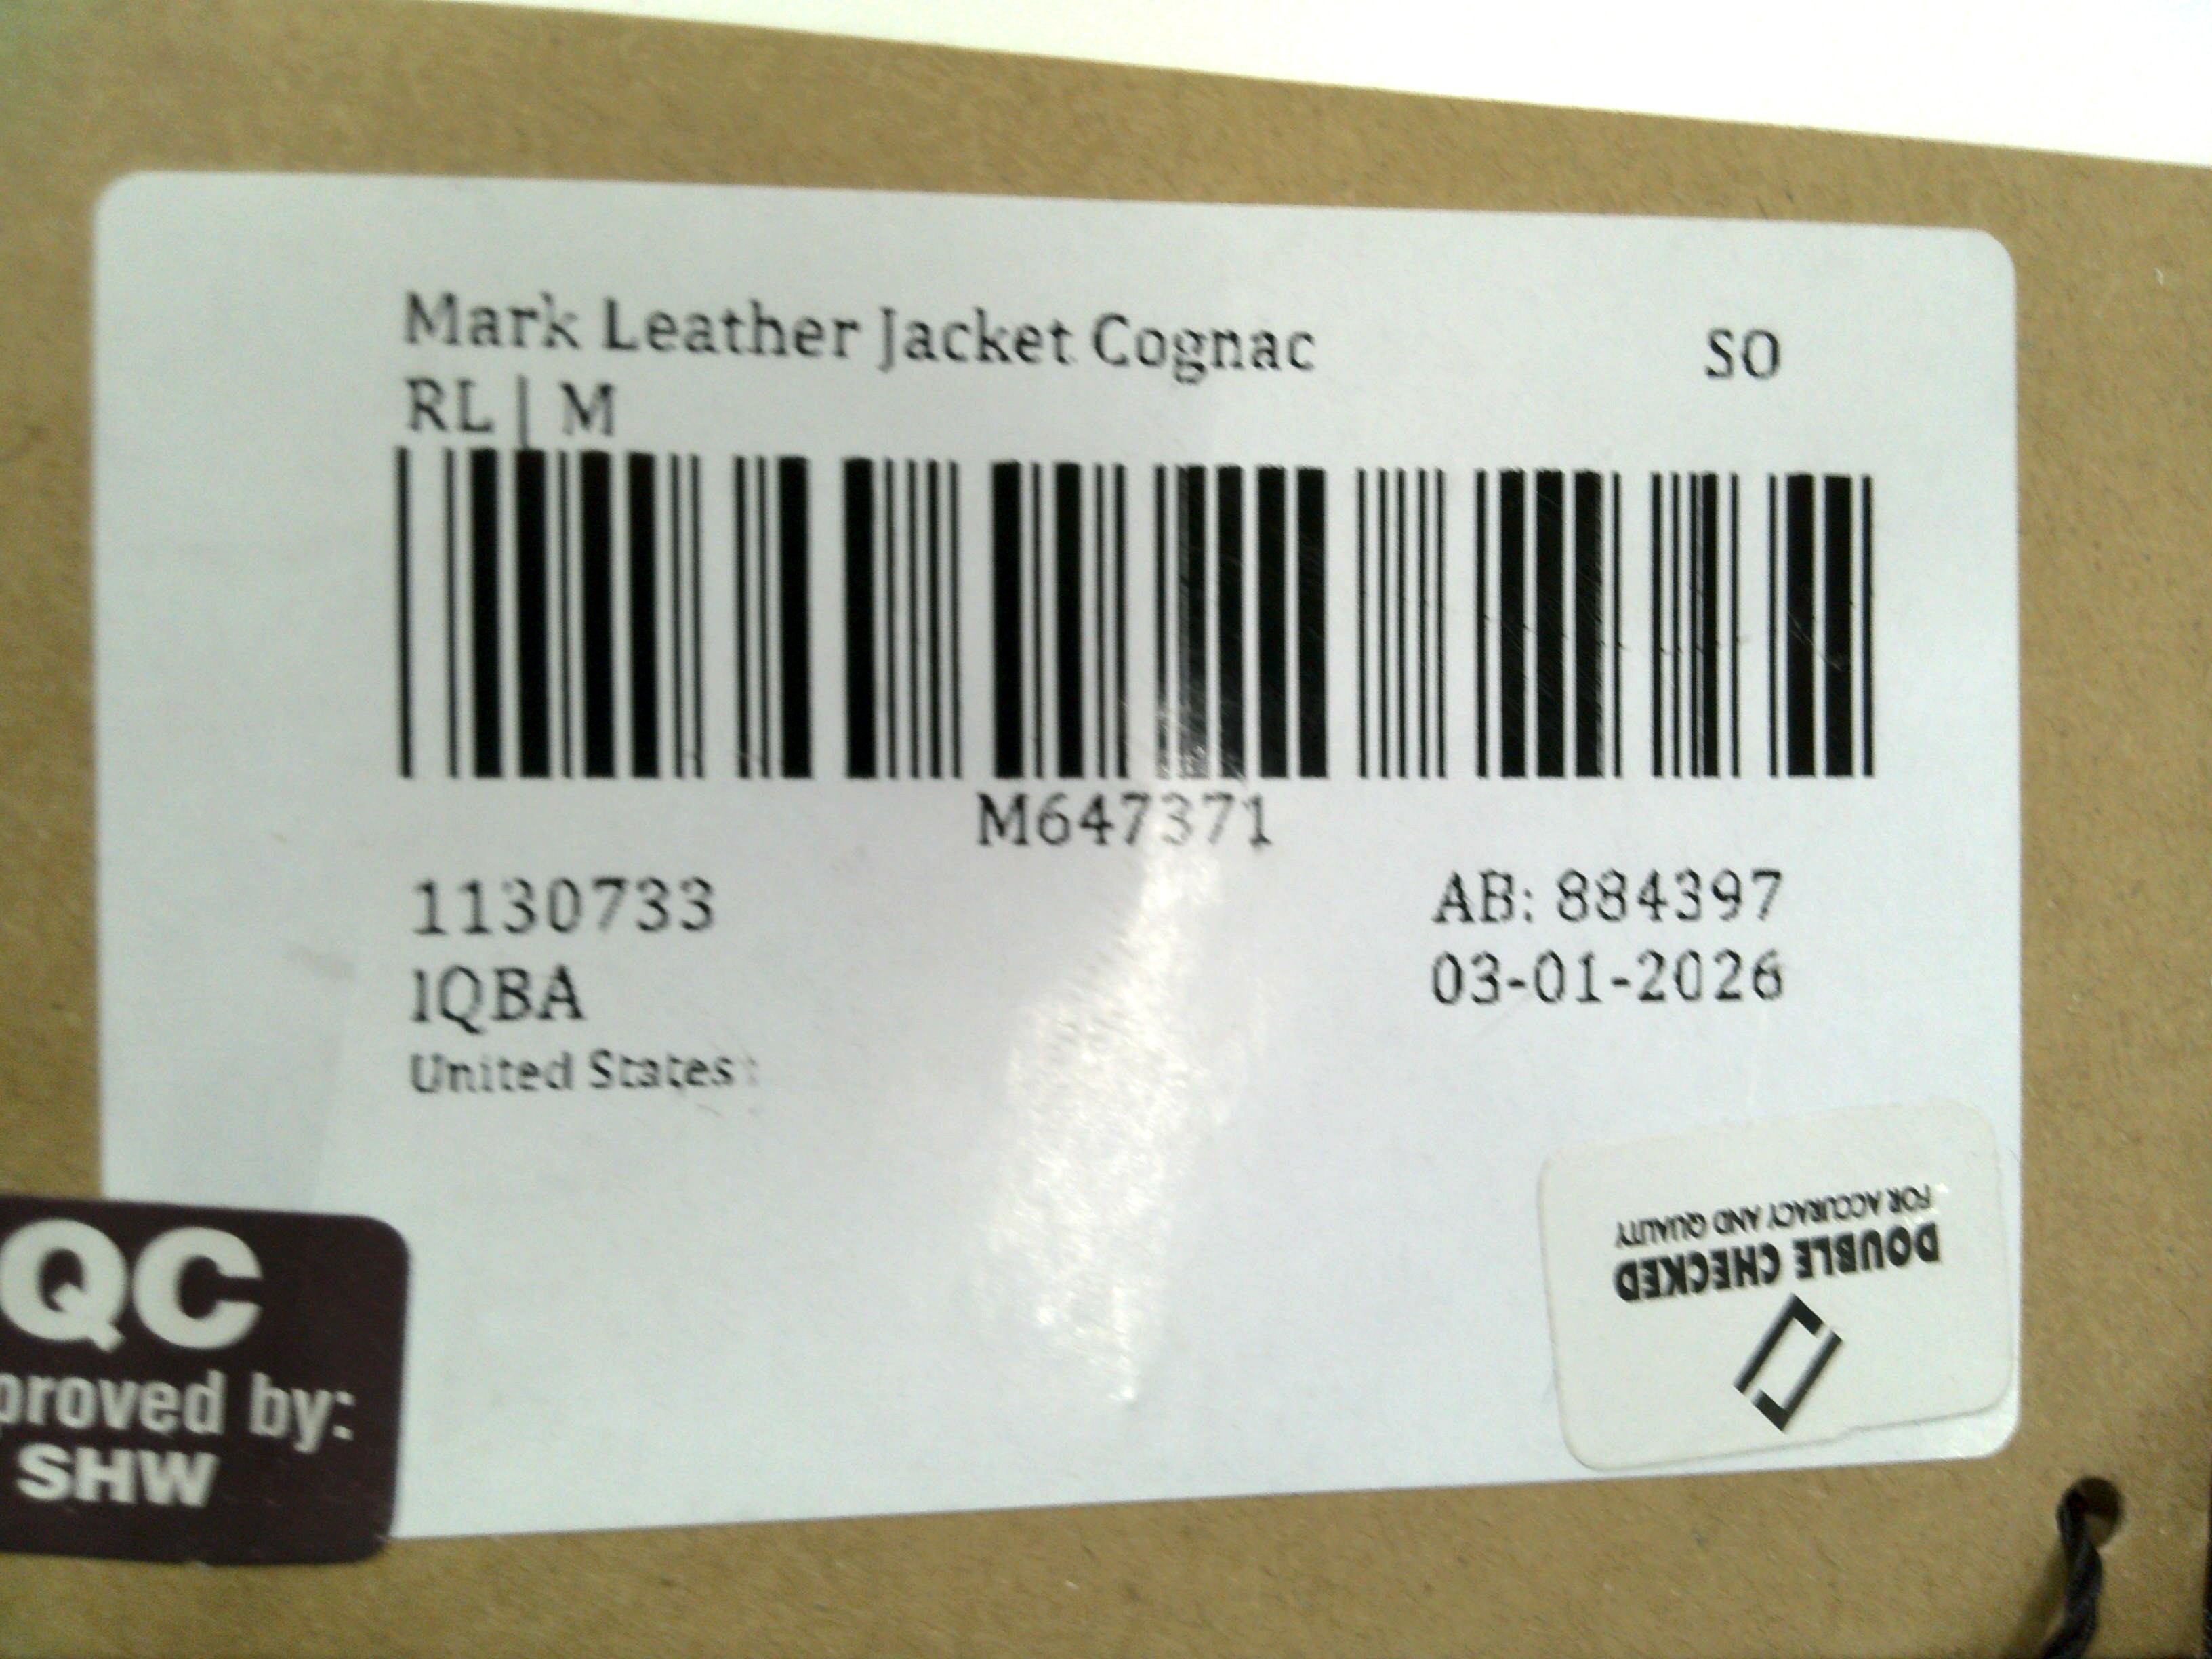 Mark Leather Jacket Cognac
SO
RL | M
M647371
1130733
AB: 884397
1QBA
03-01-2026
United States
DOUBLE CHECKED
FOR ACCURACY AND QUALITY
QC
proved by:
SHW